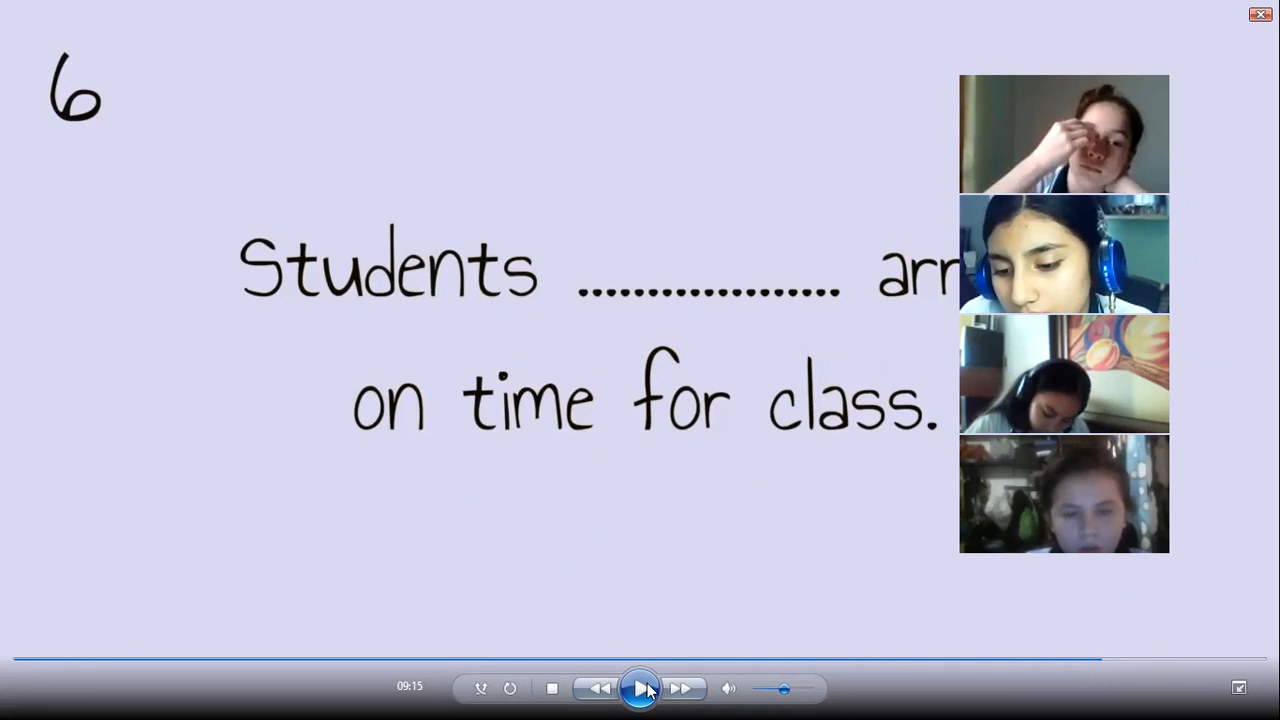 6
Students .................. arr
on time for class.
09:15